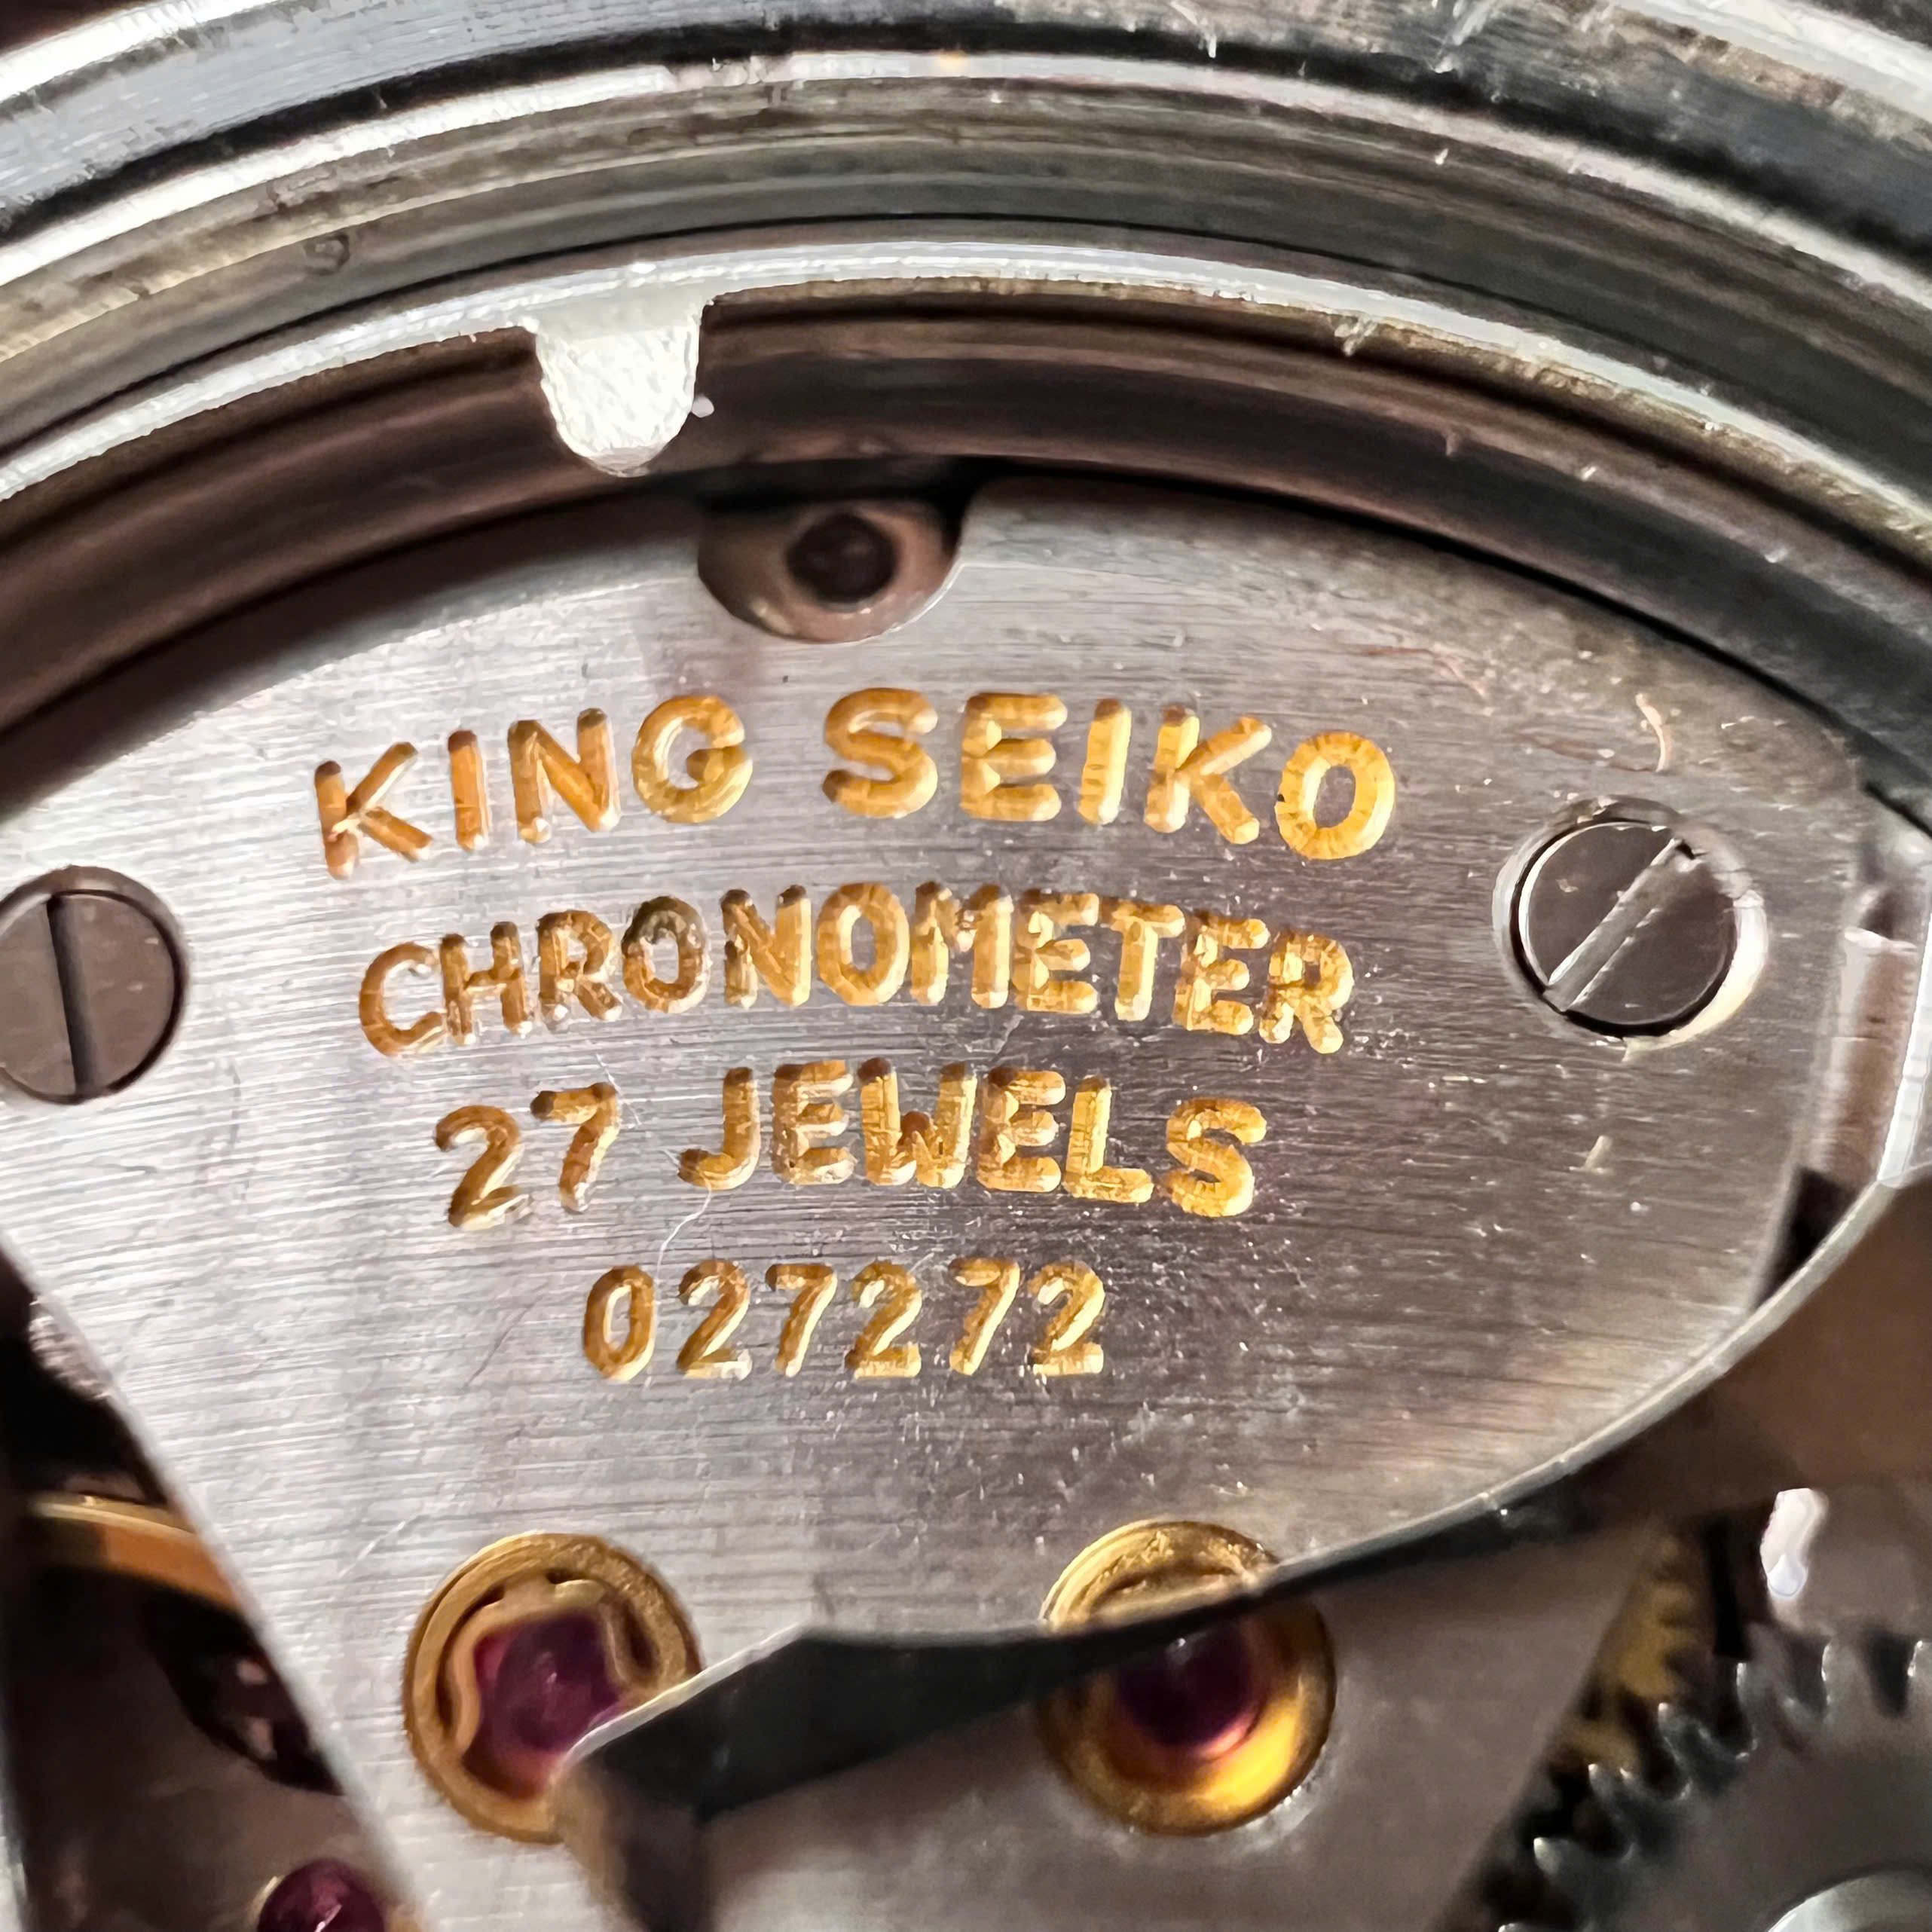 KING SEIKO
CHRONOMETER
27 JEWELS
027272